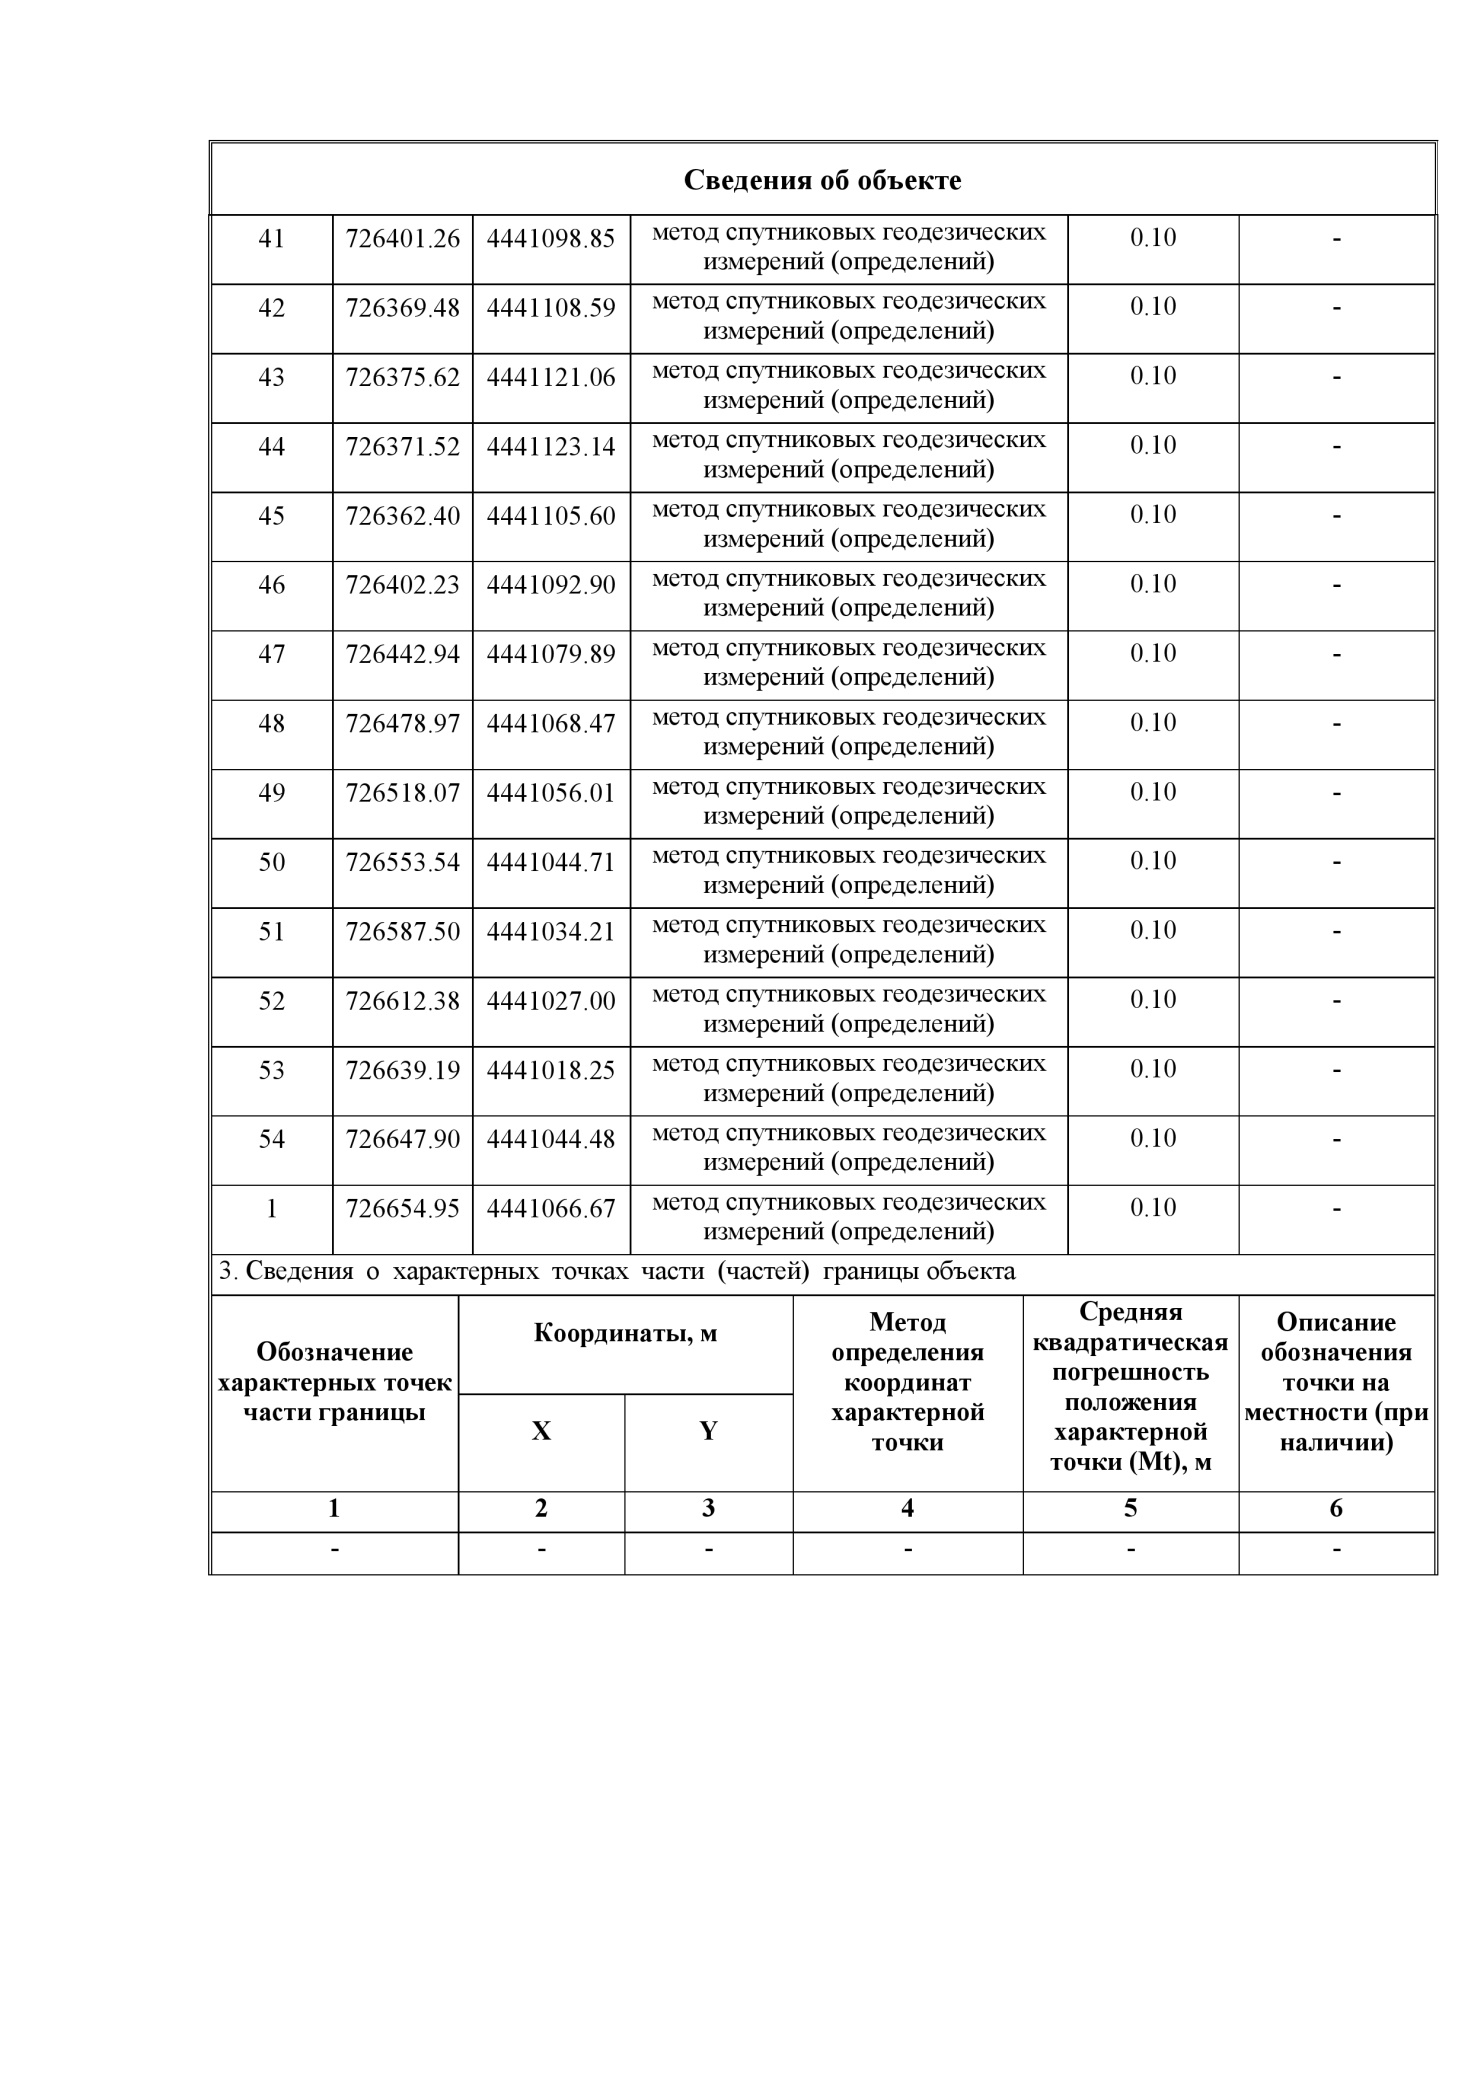 Сведения об объекте
41 726401.26 4441098.85 метод спутниковых геодезических измерений (определений) 0.10 -
42 726369.48 4441108.59 метод спутниковых геодезических измерений (определений) 0.10 -
43 726375.62 4441121.06 метод спутниковых геодезических измерений (определений) 0.10 -
44 726371.52 4441123.14 метод спутниковых геодезических измерений (определений) 0.10 -
45 726362.40 4441105.60 метод спутниковых геодезических измерений (определений) 0.10 -
46 726402.23 4441092.90 метод спутниковых геодезических измерений (определений) 0.10 -
47 726442.94 4441079.89 метод спутниковых геодезических измерений (определений) 0.10 -
48 726478.97 4441068.47 метод спутниковых геодезических измерений (определений) 0.10 -
49 726518.07 4441056.01 метод спутниковых геодезических измерений (определений) 0.10 -
50 726553.54 4441044.71 метод спутниковых геодезических измерений (определений) 0.10 -
51 726587.50 4441034.21 метод спутниковых геодезических измерений (определений) 0.10 -
52 726612.38 4441027.00 метод спутниковых геодезических измерений (определений) 0.10 -
53 726639.19 4441018.25 метод спутниковых геодезических измерений (определений) 0.10 -
54 726647.90 4441044.48 метод спутниковых геодезических измерений (определений) 0.10 -
1 726654.95 4441066.67 метод спутниковых геодезических измерений (определений) 0.10 -
3. Сведения о характерных точках части (частей) границы объекта
Обозначение
характерных точек
части границы
Координаты, м
X Y
Метод
определения
координат
характерной
точки
Средняя
квадратическая
погрешность
положения
характерной
точки (Mt), м
Описание
обозначения
точки на
местности (при
наличии)
1 2 3 4 5 6
- - - - - -